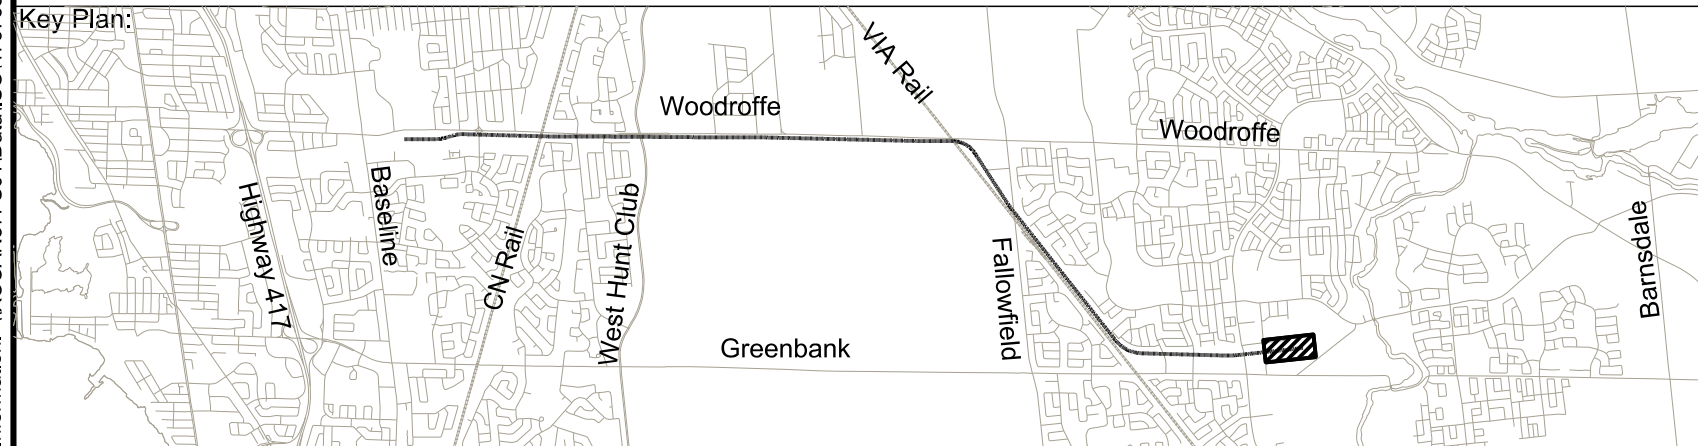 Key Plan:
VIA Rail
Woodroffe
Woodroffe
Baseline
Highway 417
West Hunt Club
CN Rail
Fallowfield
Barnsdale
Greenbank